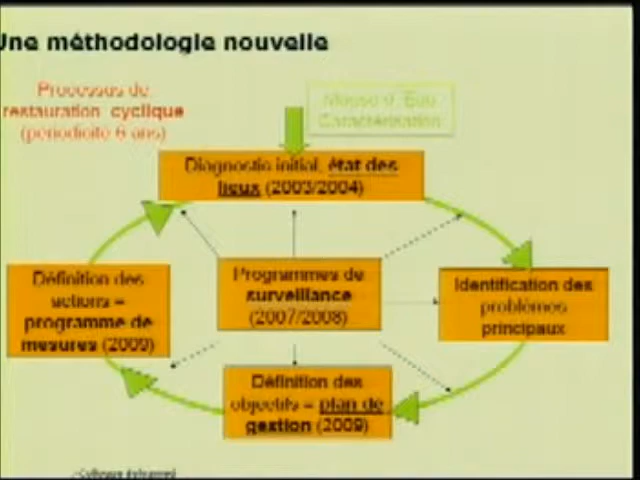 Une méthodologie nouvelle
Processus de
restauration cyclique
(périodicité 6 ans)
Masse d'Eau
Caractérisation
Diagnostic initial, état des
lieux (2003/2004)
Définition des
actions =
programme de
mesures (2009)
Programmes de
surveillance
(2007/2008)
Identification des
problèmes
principaux
Définition des
objectifs = plan de
gestion (2009)